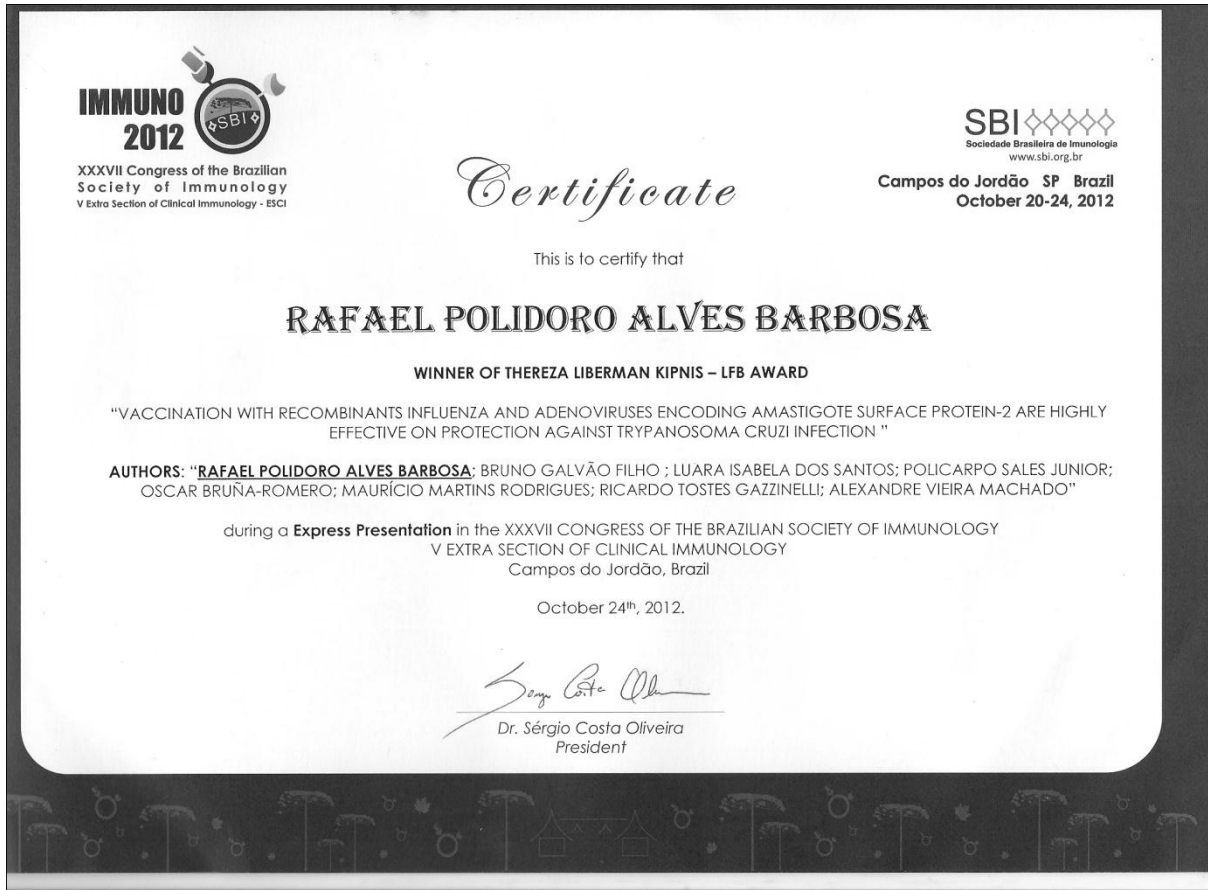 IMMUNO
2012
SBI
XXXVII Congress of the Brazilian
Society of Immunology
V Extra Section of Clinical Immunology - ESCI
SBI
Sociedade Brasileira de Imunologia
www.sbi.org.br
Campos do Jordão SP Brazil
October 20-24, 2012
Certificate
This is to certify that
RAFAEL POLIDORO ALVES BARBOSA
WINNER OF THEREZA LIBERMAN KIPNIS – LFB AWARD
"VACCINATION WITH RECOMBINANTS INFLUENZA AND ADENOVIRUSES ENCODING AMASTIGOTE SURFACE PROTEIN-2 ARE HIGHLY
EFFECTIVE ON PROTECTION AGAINST TRYPANOSOMA CRUZI INFECTION "
AUTHORS: "RAFAEL POLIDORO ALVES BARBOSA; BRUNO GALVÃO FILHO ; LUARA ISABELA DOS SANTOS; POLICARPO SALES JUNIOR;
OSCAR BRUÑA-ROMERO; MAURÍCIO MARTINS RODRIGUES; RICARDO TOSTES GAZZINELLI; ALEXANDRE VIEIRA MACHADO"
during a Express Presentation in the XXXVII CONGRESS OF THE BRAZILIAN SOCIETY OF IMMUNOLOGY
V EXTRA SECTION OF CLINICAL IMMUNOLOGY
Campos do Jordão, Brazil
October 24th, 2012.
Sergio Costa Oliveira
Dr. Sérgio Costa Oliveira
President